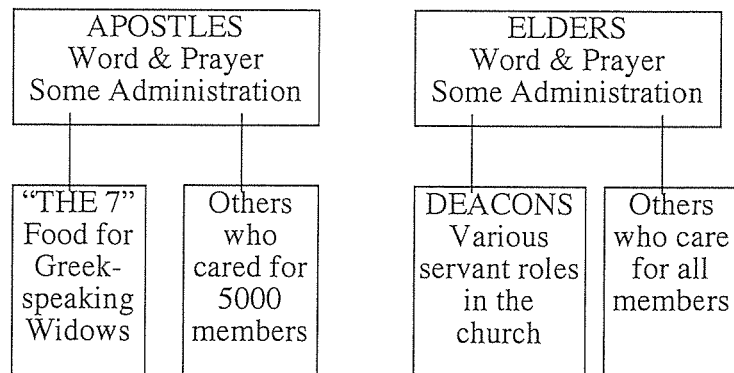 APOSTLES
Word & Prayer
Some Administration
ELDERS
Word & Prayer
Some Administration
“THE 7”
Food for
Greek-
speaking
Widows
Others
who
cared for
5000
members
DEACONS
Various
servant roles
in the
church
Others
who care
for all
members